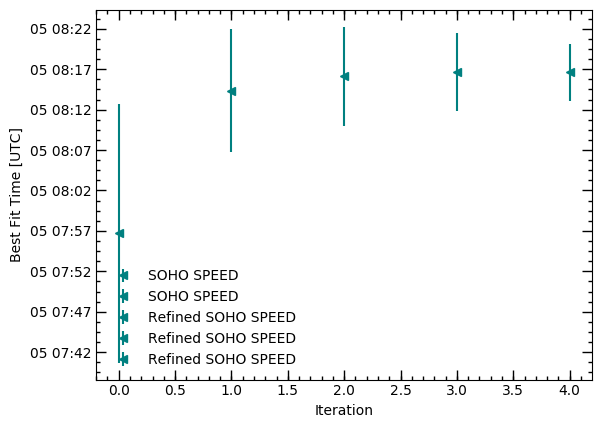 Best Fit Time [UTC]
05 08:22
05 08:17
05 08:12
05 08:07
05 08:02
05 07:57
05 07:52
05 07:47
05 07:42
SOHO SPEED
SOHO SPEED
Refined SOHO SPEED
Refined SOHO SPEED
Refined SOHO SPEED
0.0 0.5 1.0 1.5 2.0 2.5 3.0 3.5 4.0
Iteration